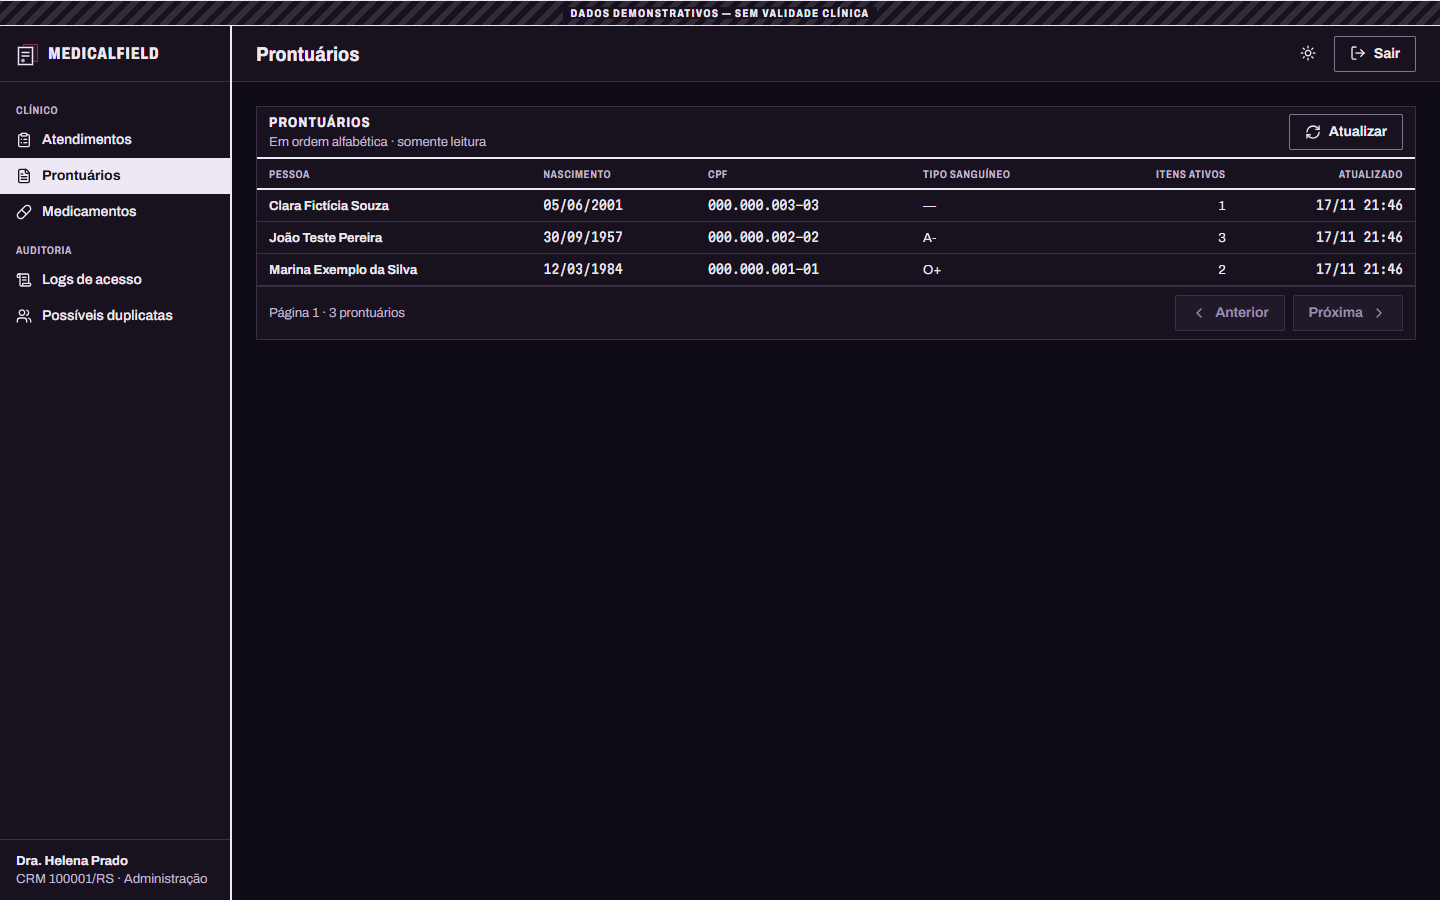 DADOS DEMONSTRATIVOS — SEM VALIDADE CLÍNICA
MEDICALFIELD
Prontuários
Sair
CLÍNICO
Atendimentos
Prontuários
Medicamentos
AUDITORIA
Logs de acesso
Possíveis duplicatas
PRONTUÁRIOS
Em ordem alfabética · somente leitura
Atualizar
PESSOA NASCIMENTO CPF TIPO SANGUÍNEO ITENS ATIVOS ATUALIZADO
Clara Fictícia Souza 05/06/2001 000.000.003-03 — 1 17/11 21:46
João Teste Pereira 30/09/1957 000.000.002-02 A- 3 17/11 21:46
Marina Exemplo da Silva 12/03/1984 000.000.001-01 O+ 2 17/11 21:46
Página 1 · 3 prontuários
Anterior
Próxima
Dra. Helena Prado
CRM 100001/RS · Administração